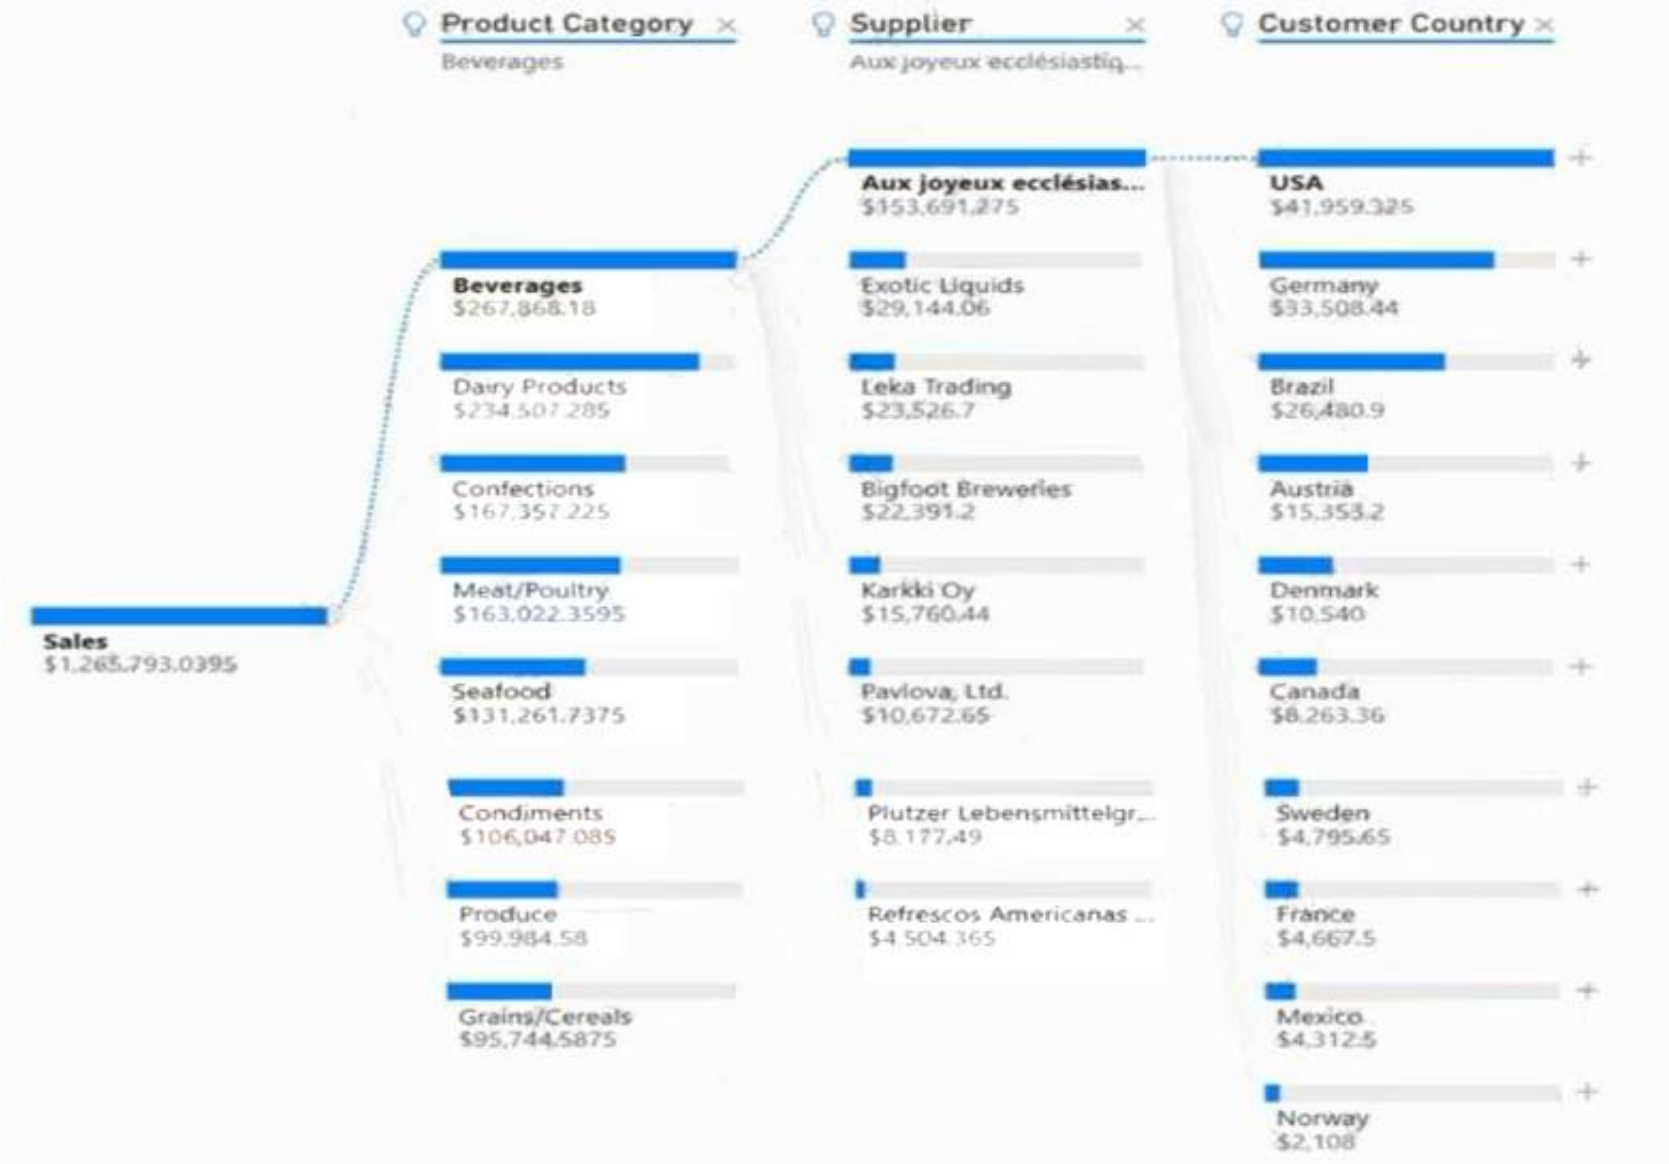 Product Category ×
Beverages
Supplier ×
Aux joyeux ecclésiastiq...
Customer Country ×
Sales
$1,265,793.0395
Beverages
$267,868.18
Dairy Products
$234,507.285
Confections
$167,357.225
Meat/Poultry
$163,022.3595
Seafood
$131,261.7375
Condiments
$106,047.085
Produce
$99,984.58
Grains/Cereals
$95,744.5875
Aux joyeux ecclésias...
$153,691.275
Exotic Liquids
$29,144.06
Leka Trading
$23,526.7
Bigfoot Breweries
$22,391.2
Karkki Oy
$15,760.44
Pavlova, Ltd.
$10,672.65
Plutzer Lebensmittelgr...
$8,177.49
Refrescos Americanas ...
$4,504.365
USA
$41,959.325
Germany
$33,508.44
Brazil
$26,480.9
Austria
$15,353.2
Denmark
$10,540
Canada
$8,263.36
Sweden
$4,795.65
France
$4,667.5
Mexico
$4,312.5
Norway
$2,108